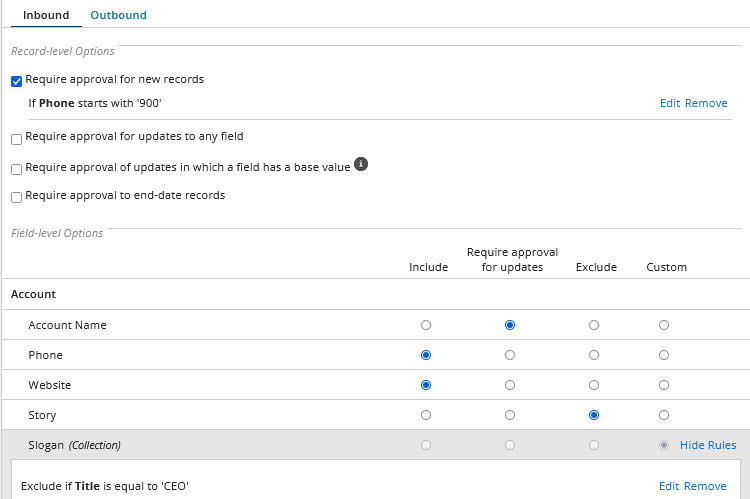 Inbound Outbound
Record-level Options
Require approval for new records
If Phone starts with '900' Edit Remove
Require approval for updates to any field
Require approval of updates in which a field has a base value i
Require approval to end-date records
Field-level Options
Require approval
Include for updates Exclude Custom
Account
Account Name
Phone
Website
Story
Slogan (Collection) Hide Rules
Exclude if Title is equal to 'CEO' Edit Remove